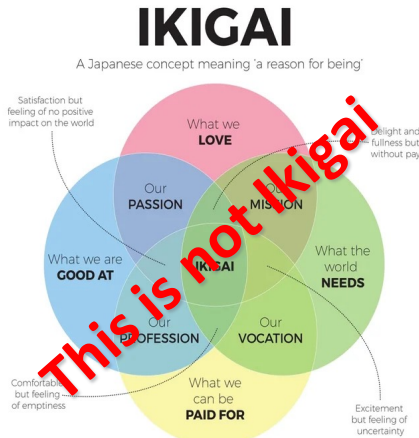 IKIGAI
A Japanese concept meaning 'a reason for being'
Satisfaction but
feeling of no positive
impact on the world
Delight and
fullness but
without pay
What we
LOVE
Our
PASSION
Our
MISSION
What we are
GOOD AT
IKIGAI
What the
world
NEEDS
Our
PROFESSION
Our
VOCATION
What we
can be
PAID FOR
Comfortable
but feeling
of emptiness
Excitement
but feeling of
uncertainty
This is not Ikigai